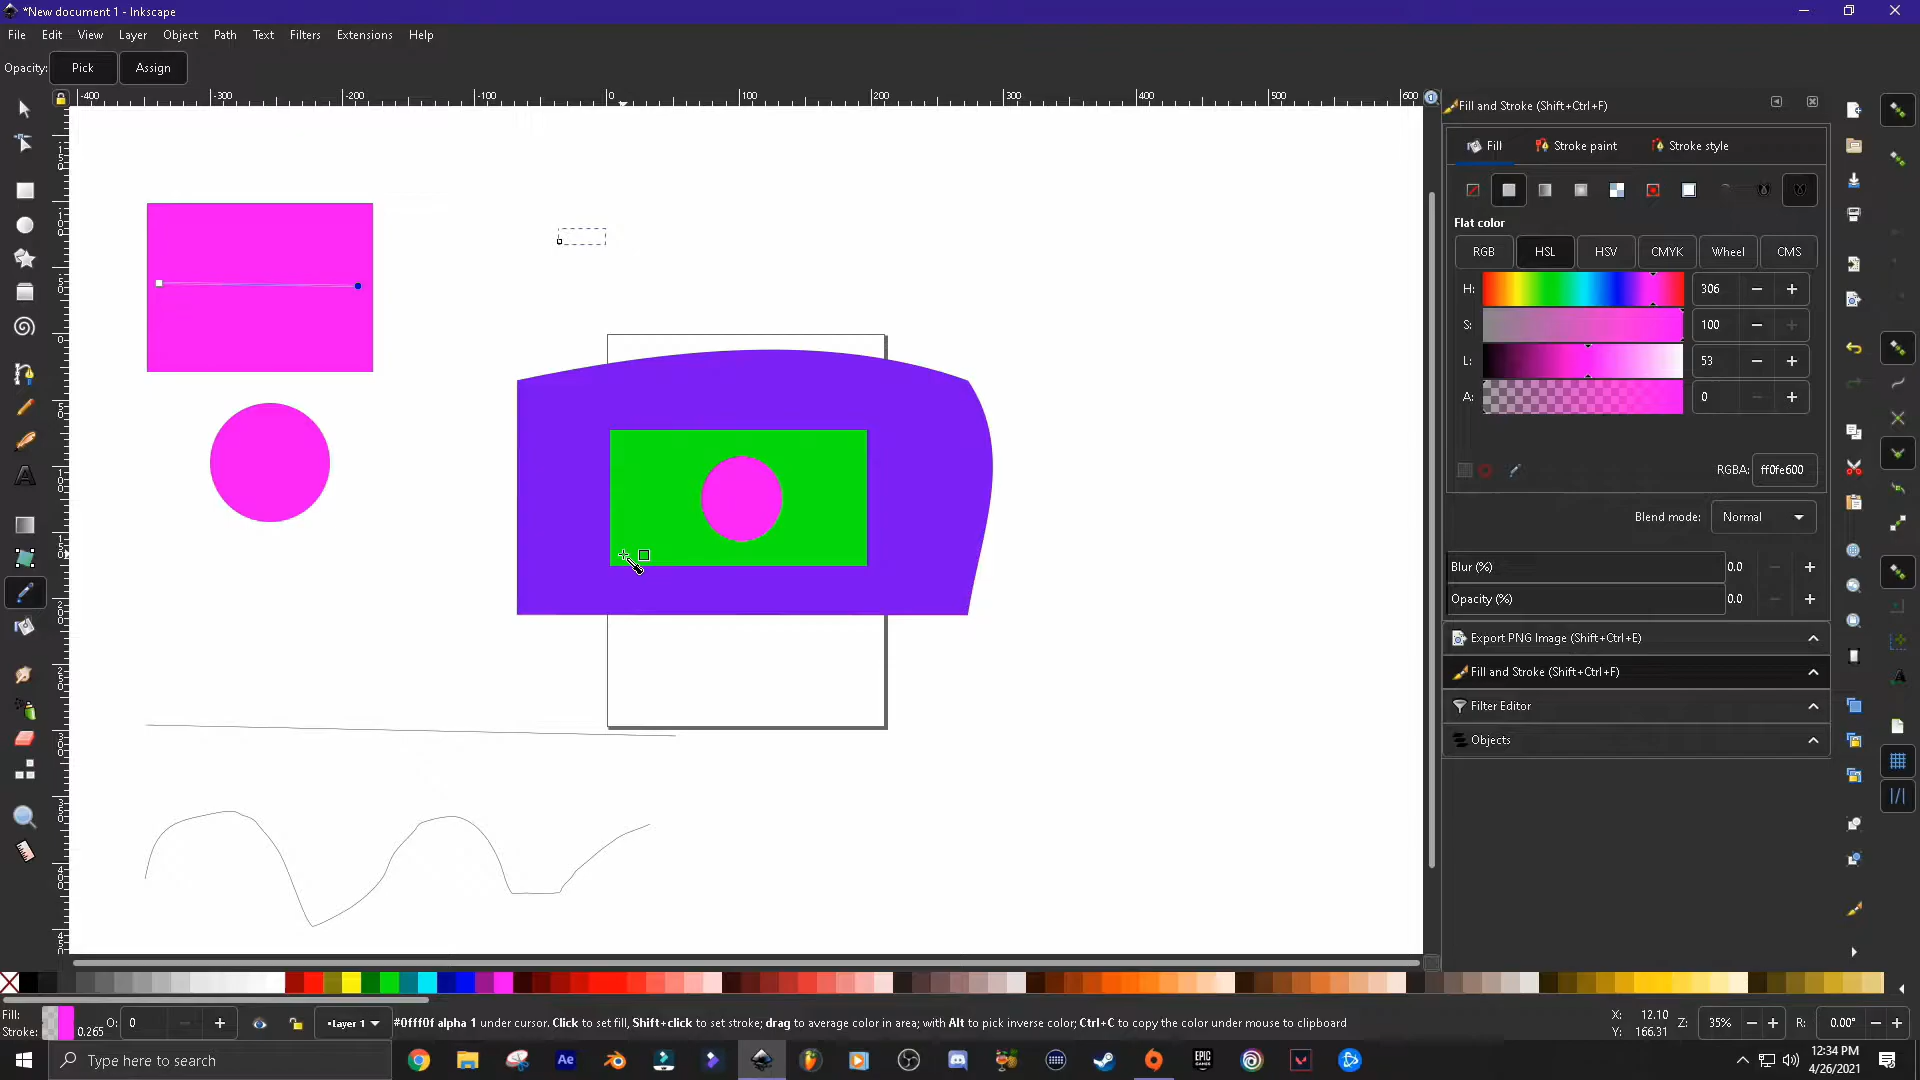 *New document 1 - Inkscape
File Edit View Layer Object Path Text Filters Extensions Help
Opacity: Pick Assign
-400 -300 -200 -100 0 100 200 300 400 500 600
Fill and Stroke (Shift+Ctrl+F)
Fill Stroke paint Stroke style
Flat color
RGB HSL HSV CMYK Wheel CMS
H: 306
S: 100
L: 53
A: 0
RGBA: ff0fe600
Blend mode: Normal
Blur (%) 0.0
Opacity (%) 0.0
Export PNG Image (Shift+Ctrl+E)
Fill and Stroke (Shift+Ctrl+F)
Filter Editor
Objects
Fill:
Stroke: 0.265 O: 0 •Layer 1 #0fff0f alpha 1 under cursor. Click to set fill, Shift+click to set stroke; drag to average color in area; with Alt to pick inverse color; Ctrl+C to copy the color under mouse to clipboard
X: 12.10
Y: 166.31 Z: 35% R: 0.00°
Type here to search
12:34 PM
4/26/2021